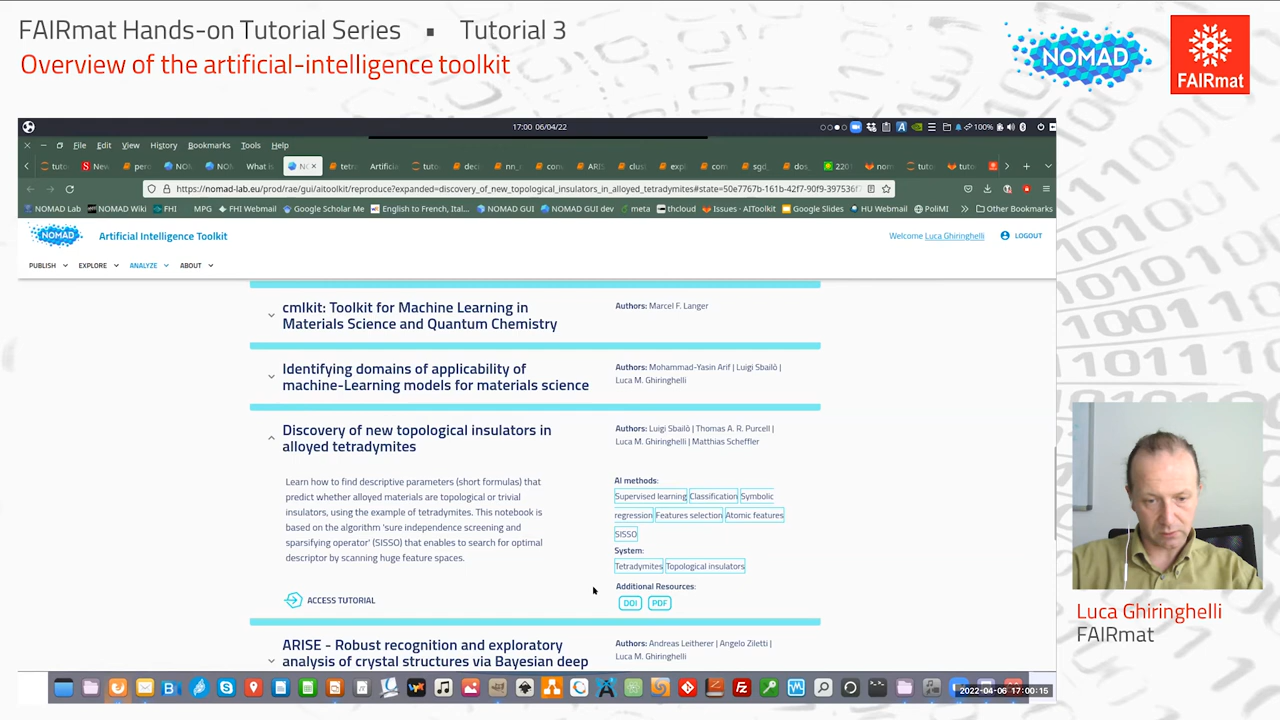 FAIRmat Hands-on Tutorial Series ▪ Tutorial 3
Overview of the artificial-intelligence toolkit
NOMAD
FAIRmat
17:00 06/04/22
100%
File Edit View History Bookmarks Tools Help
https://nomad-lab.eu/prod/rae/gui/aitoolkit/reproduce?expanded=discovery_of_new_topological_insulators_in_alloyed_tetradymites#state=50e7767b-161b-42f7-90f9-397536f7
NOMAD Lab NOMAD Wiki FHI MPG FHI Webmail Google Scholar Me English to French, Ital... NOMAD GUI NOMAD GUI dev meta thcloud Issues · AIToolkit Google Slides HU Webmail PoliMI Other Bookmarks
NOMAD Artificial Intelligence Toolkit
Welcome Luca Ghiringhelli LOGOUT
PUBLISH EXPLORE ANALYZE ABOUT
cmlkit: Toolkit for Machine Learning in
Materials Science and Quantum Chemistry
Authors: Marcel F. Langer
Identifying domains of applicability of
machine-Learning models for materials science
Authors: Mohammad-Yasin Arif | Luigi Sbailò |
Luca M. Ghiringhelli
Discovery of new topological insulators in
alloyed tetradymites
Authors: Luigi Sbailò | Thomas A. R. Purcell |
Luca M. Ghiringhelli | Matthias Scheffler
Learn how to find descriptive parameters (short formulas) that
predict whether alloyed materials are topological or trivial
insulators, using the example of tetradymites. This notebook is
based on the algorithm 'sure independence screening and
sparsifying operator' (SISSO) that enables to search for optimal
descriptor by scanning huge feature spaces.
AI methods:
Supervised learning Classification Symbolic
regression Features selection Atomic features
SISSO
System:
Tetradymites Topological insulators
Additional Resources:
DOI PDF
ACCESS TUTORIAL
ARISE - Robust recognition and exploratory
analysis of crystal structures via Bayesian deep
Authors: Andreas Leitherer | Angelo Ziletti |
Luca M. Ghiringhelli
2022-04-06 17:00:15
Luca Ghiringhelli
FAIRmat